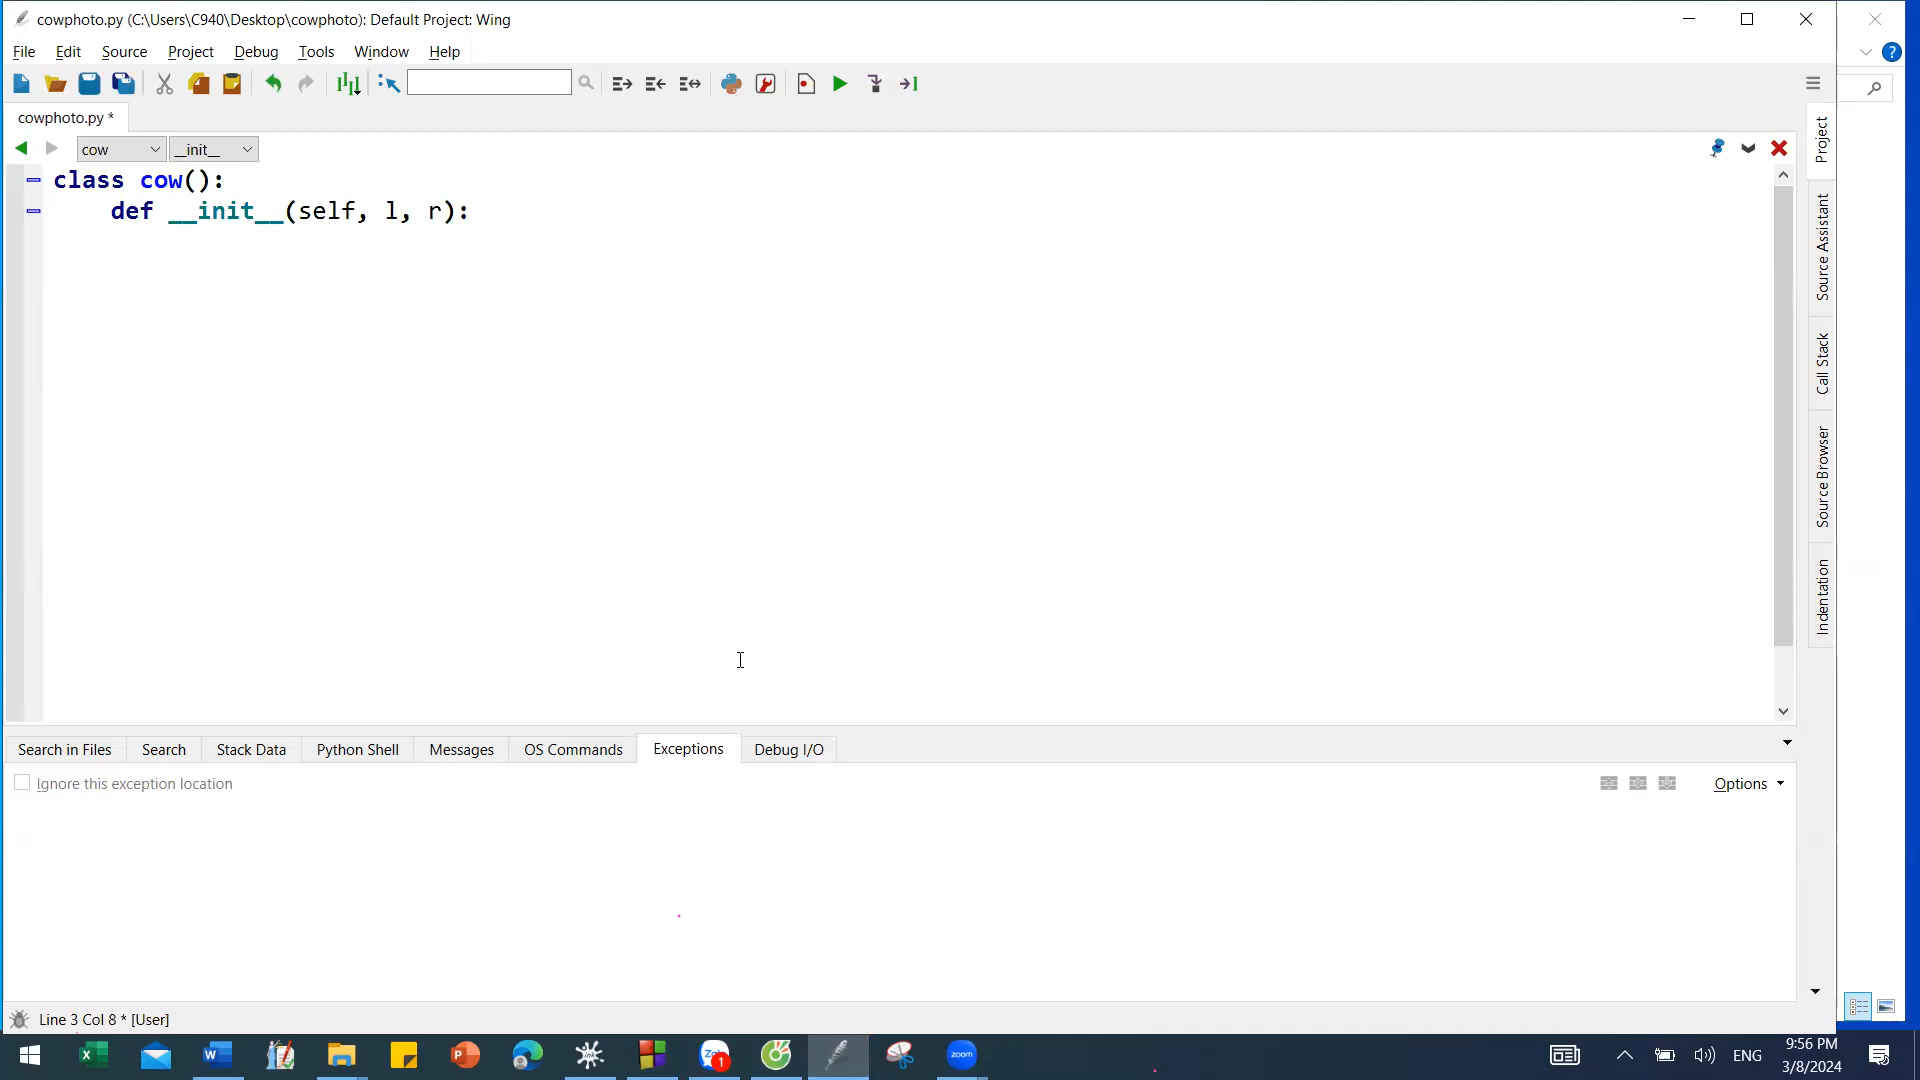 cowphoto.py (C:\Users\C940\Desktop\cowphoto): Default Project: Wing
File Edit Source Project Debug Tools Window Help
cowphoto.py *
cow __init__
class cow():
    def __init__(self, l, r):
Project
Source Assistant
Call Stack
Source Browser
Indentation
Search in Files Search Stack Data Python Shell Messages OS Commands Exceptions Debug I/O
Ignore this exception location Options
Line 3 Col 8 * [User]
zoom
1
ENG
9:56 PM
3/8/2024